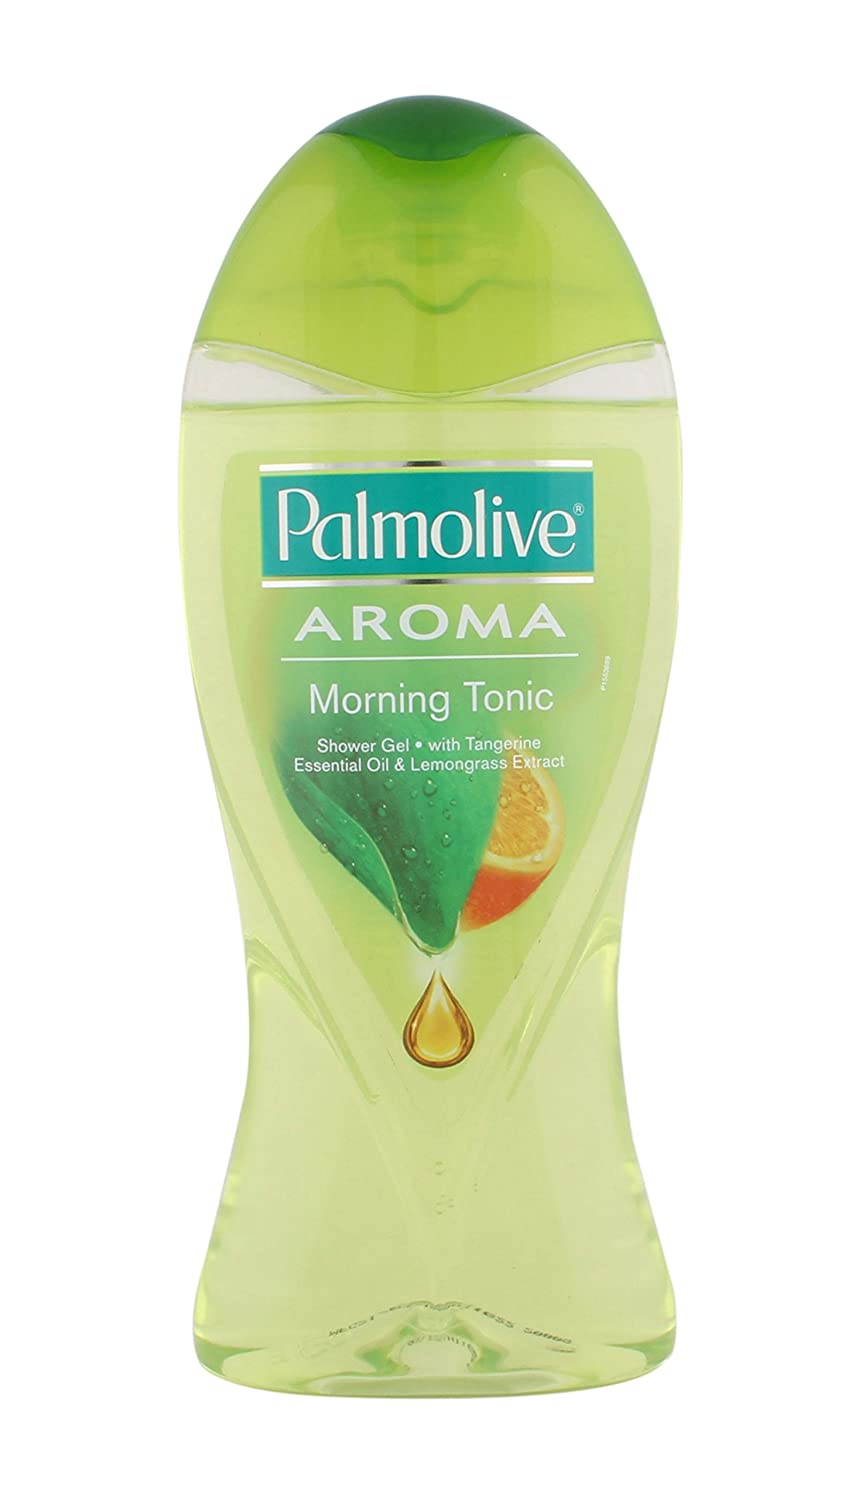 Palmolive®
AROMA
Morning Tonic
Shower Gel • with Tangerine
Essential Oil & Lemongrass Extract